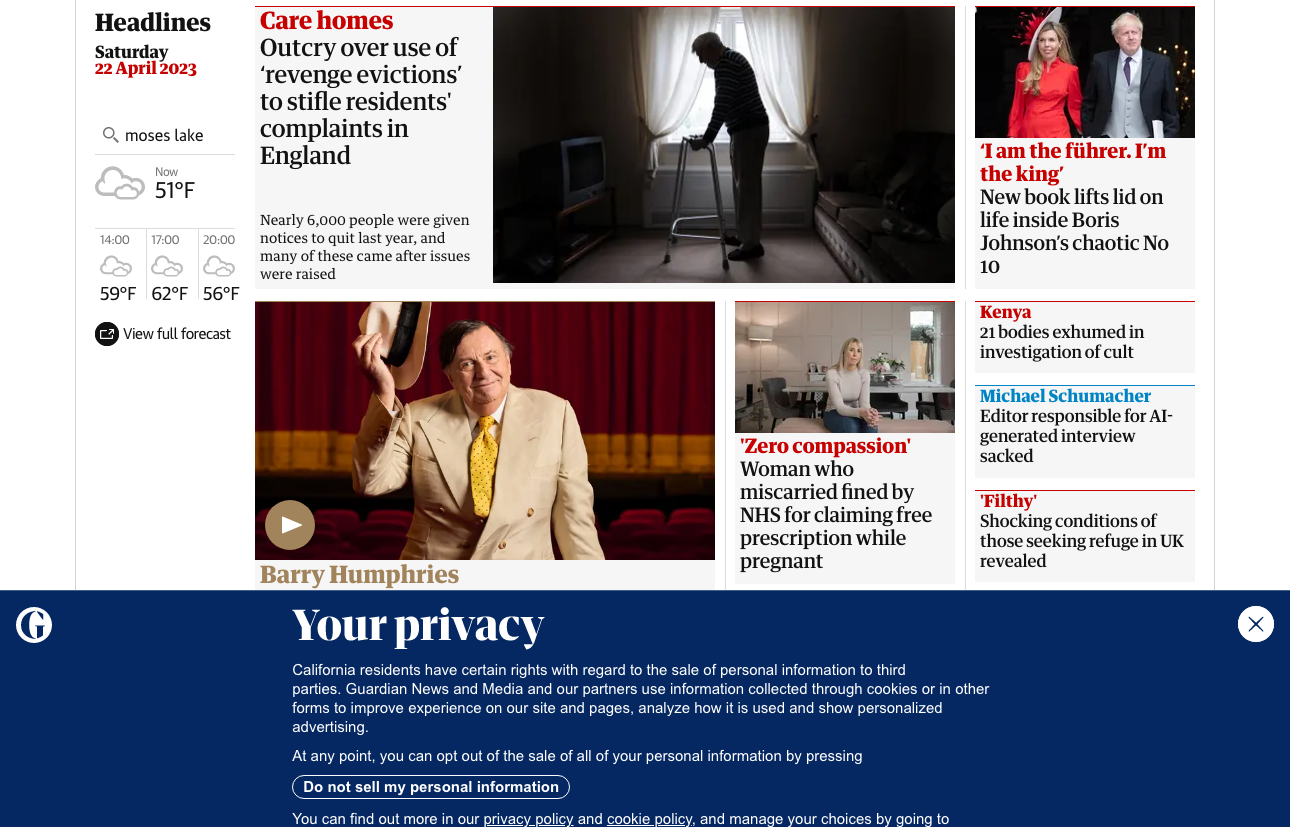 Headlines
Saturday
22 April 2023
moses lake
Now
51°F
14:00
17:00
20:00
59°F
62°F
56°F
View full forecast
Care homes
Outcry over use of
‘revenge evictions’
to stifle residents'
complaints in
England
Nearly 6,000 people were given
notices to quit last year, and
many of these came after issues
were raised
‘I am the führer. I’m
the king’
New book lifts lid on
life inside Boris
Johnson’s chaotic No
10
Barry Humphries
'Zero compassion'
Woman who
miscarried fined by
NHS for claiming free
prescription while
pregnant
Kenya
21 bodies exhumed in
investigation of cult
Michael Schumacher
Editor responsible for AI-
generated interview
sacked
'Filthy'
Shocking conditions of
those seeking refuge in UK
revealed
G
Your privacy
California residents have certain rights with regard to the sale of personal information to third
parties. Guardian News and Media and our partners use information collected through cookies or in other
forms to improve experience on our site and pages, analyze how it is used and show personalized
advertising.
At any point, you can opt out of the sale of all of your personal information by pressing
Do not sell my personal information
You can find out more in our privacy policy and cookie policy, and manage your choices by going to